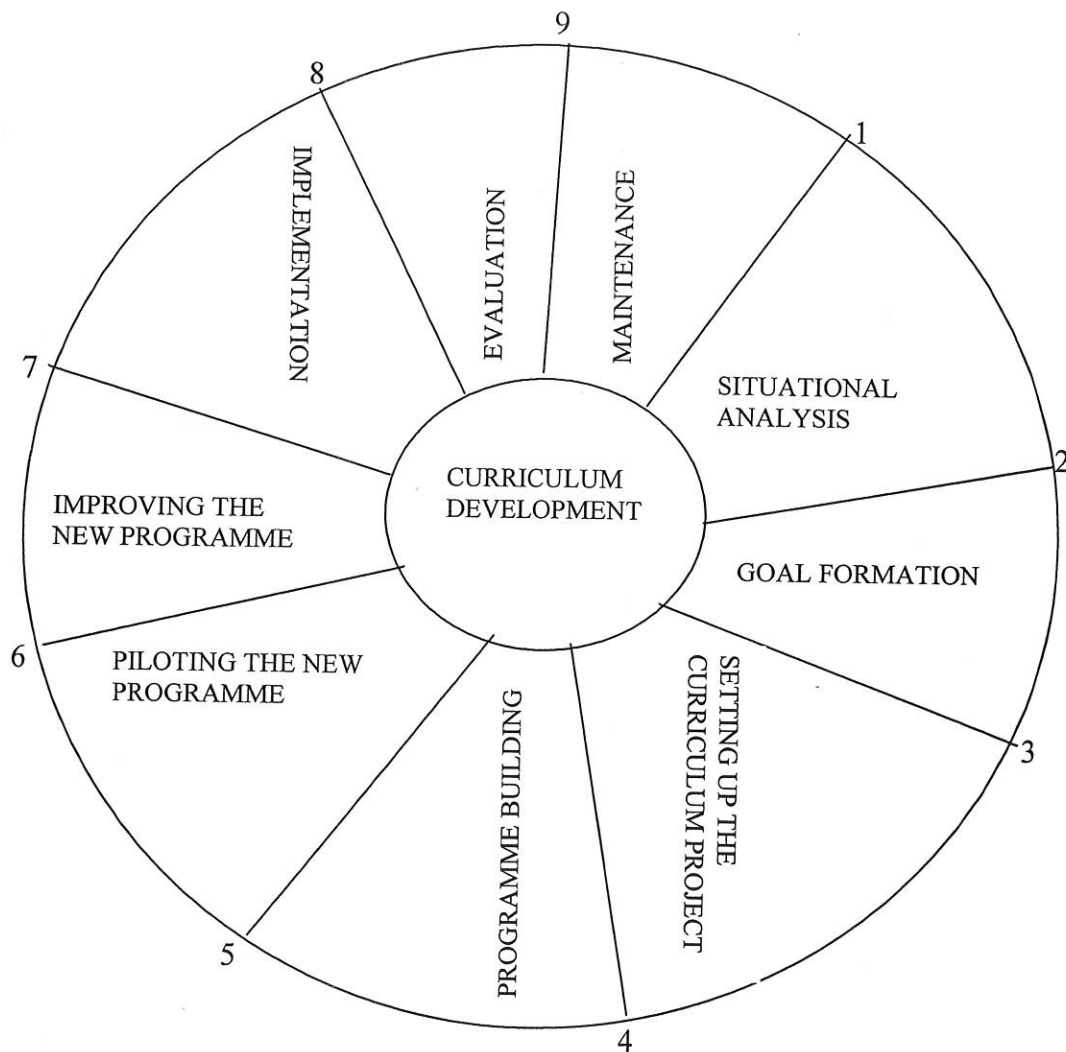 9
8
1
IMPLEMENTATION
EVALUATION
MAINTENANCE
7
SITUATIONAL
ANALYSIS
2
CURRICULUM
DEVELOPMENT
IMPROVING THE
NEW PROGRAMME
GOAL FORMATION
6
PILOTING THE NEW
PROGRAMME
SETTING UP THE
CURRICULUM PROJECT
3
PROGRAMME BUILDING
5
4